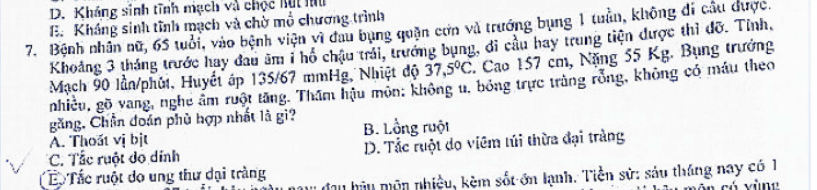 D. Kháng sinh tĩnh mạch và chọc hút mủ
E. Kháng sinh tĩnh mạch và chờ mổ chương trình
7. Bệnh nhân nữ, 65 tuổi, vào bệnh viện vì đau bụng quặn cơn và trướng bụng 1 tuần, không đi cầu được.
Khoảng 3 tháng trước hay đau âm ỉ hố chậu trái, trướng bụng, đi cầu hay trung tiện được thì đỡ. Tỉnh,
Mạch 90 lần/phút, Huyết áp 135/67 mmHg, Nhiệt độ 37,5⁰C. Cao 157 cm, Nặng 55 Kg. Bụng trướng
nhiều, gõ vang, nghe âm ruột tăng. Thăm hậu môn: không u, bóng trực tràng rỗng, không có máu theo
găng, Chẩn đoán phù hợp nhất là gì?
A. Thoát vị bịt
B. Lồng ruột
C. Tắc ruột do dính
D. Tắc ruột do viêm túi thừa đại tràng
E. Tắc ruột do ung thư đại tràng
đau hậu môn nhiều, kèm sốt ớn lạnh. Tiền sử: sáu tháng nay có 1